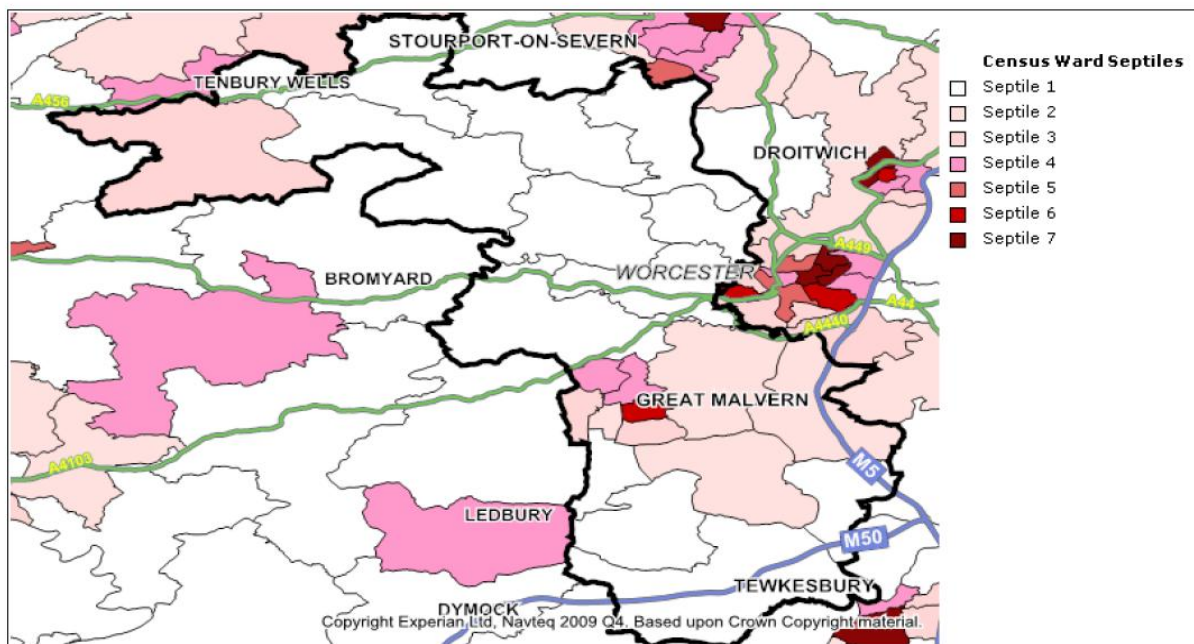 STOURPORT-ON-SEVERN
TENBURY WELLS
A456
DROITWICH
A449
WORCESTER
BROMYARD
A44
A4440
GREAT MALVERN
A4103
M5
LEDBURY
M50
TEWKESBURY
DYMOCK
Copyright Experian Ltd, Navteq 2009 Q4. Based upon Crown Copyright material.
Census Ward Septiles
Septile 1
Septile 2
Septile 3
Septile 4
Septile 5
Septile 6
Septile 7